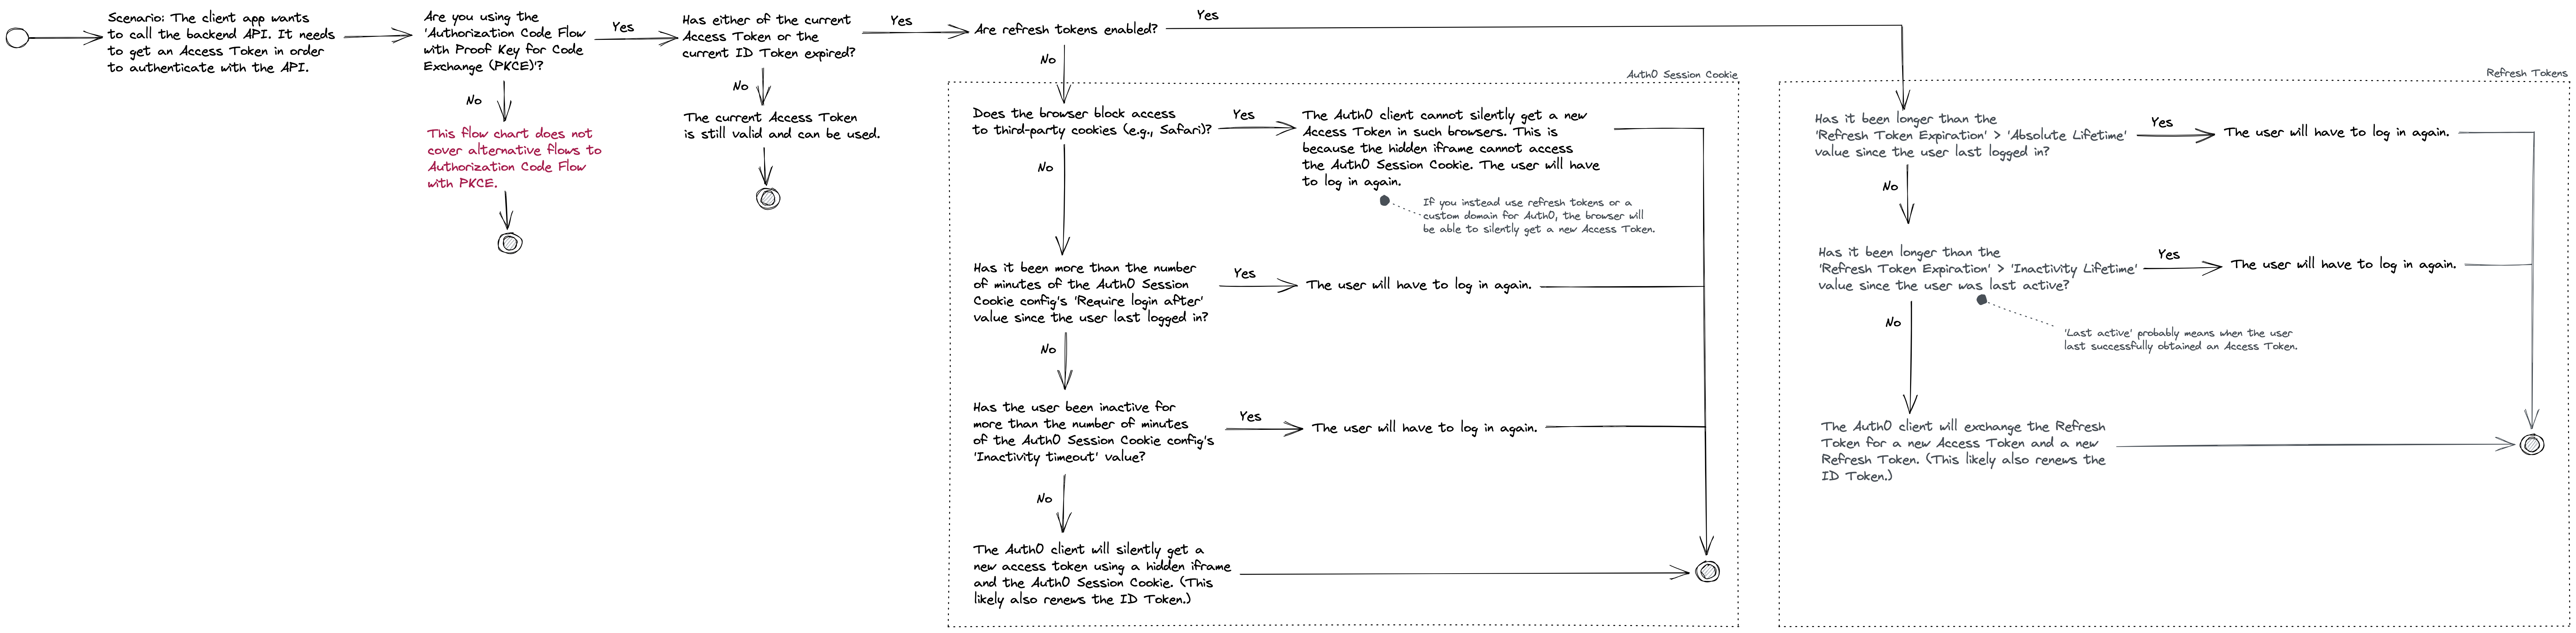 Scenario: The client app wants
to call the backend API. It needs
to get an Access Token in order
to authenticate with the API.
Are you using the
'Authorization Code Flow
with Proof Key for Code
Exchange (PKCE)'?
Yes
No
This flow chart does not
cover alternative flows to
Authorization Code Flow
with PKCE.
Has either of the current
Access Token or the
current ID Token expired?
Yes
No
The current Access Token
is still valid and can be used.
Are refresh tokens enabled?
Yes
No
Auth0 Session Cookie
Does the browser block access
to third-party cookies (e.g., Safari)?
Yes
The Auth0 client cannot silently get a new
Access Token in such browsers. This is
because the hidden iframe cannot access
the Auth0 Session Cookie. The user will have
to log in again.
If you instead use refresh tokens or a
custom domain for Auth0, the browser will
be able to silently get a new Access Token.
No
Has it been more than the number
of minutes of the Auth0 Session
Cookie config's 'Require login after'
value since the user last logged in?
Yes
The user will have to log in again.
No
Has the user been inactive for
more than the number of minutes
of the Auth0 Session Cookie config's
'Inactivity timeout' value?
Yes
The user will have to log in again.
No
The Auth0 client will silently get a
new access token using a hidden iframe
and the Auth0 Session Cookie. (This
likely also renews the ID Token.)
Refresh Tokens
Has it been longer than the
'Refresh Token Expiration' > 'Absolute Lifetime'
value since the user last logged in?
Yes
The user will have to log in again.
No
Has it been longer than the
'Refresh Token Expiration' > 'Inactivity Lifetime'
value since the user was last active?
Yes
The user will have to log in again.
'Last active' probably means when the user
last successfully obtained an Access Token.
No
The Auth0 client will exchange the Refresh
Token for a new Access Token and a new
Refresh Token. (This likely also renews the
ID Token.)